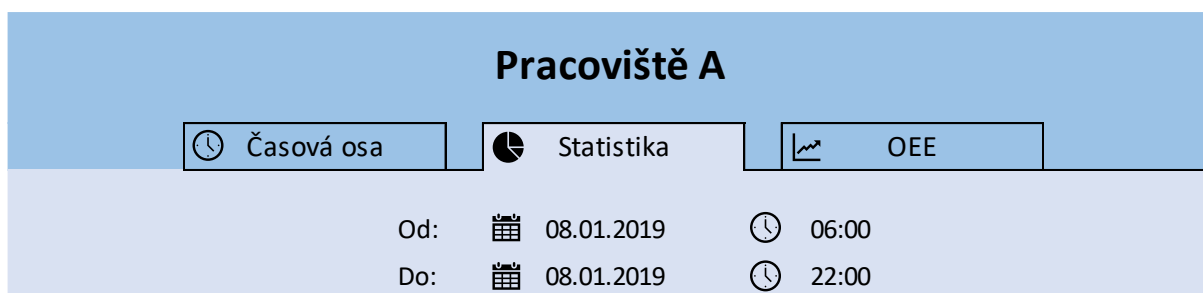 Pracoviště A
Časová osa Statistika OEE
Od: 08.01.2019 06:00
Do: 08.01.2019 22:00